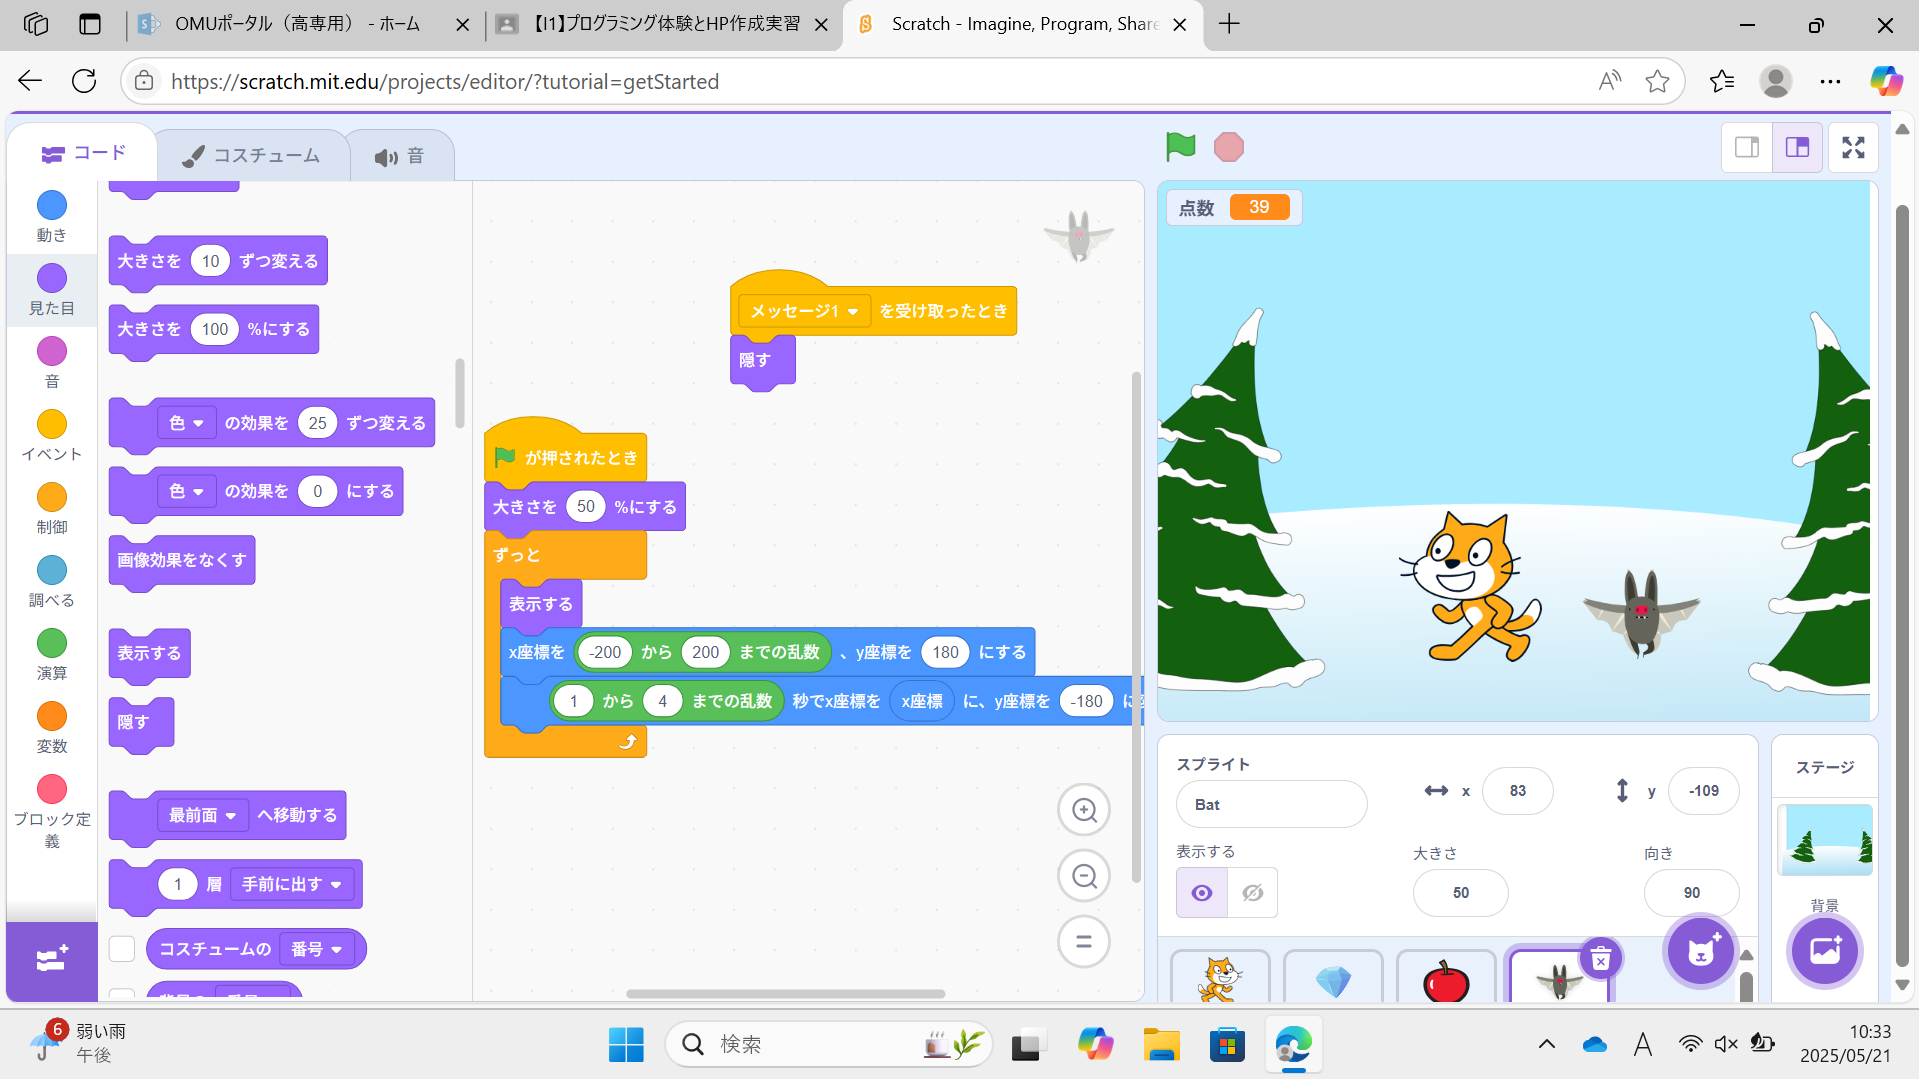 OMUポータル（高専用） - ホーム
【I1】プログラミング体験とHP作成実習
Scratch - Imagine, Program, Share
https://scratch.mit.edu/projects/editor/?tutorial=getStarted
コード
コスチューム
音
動き
見た目
音
イベント
制御
調べる
演算
変数
ブロック定
義
大きさを 10 ずつ変える
大きさを 100 %にする
色 の効果を 25 ずつ変える
色 の効果を 0 にする
画像効果をなくす
表示する
隠す
最前面 へ移動する
1 層 手前に出す
コスチュームの 番号
メッセージ1 を受け取ったとき
隠す
が押されたとき
大きさを 50 %にする
ずっと
表示する
x座標を -200 から 200 までの乱数 、y座標を 180 にする
1 から 4 までの乱数 秒でx座標を x座標 に、y座標を -180 に
点数 39
スプライト
Bat
x 83
y -109
表示する
大きさ
50
向き
90
ステージ
背景
6
弱い雨
午後
検索
A
10:33
2025/05/21